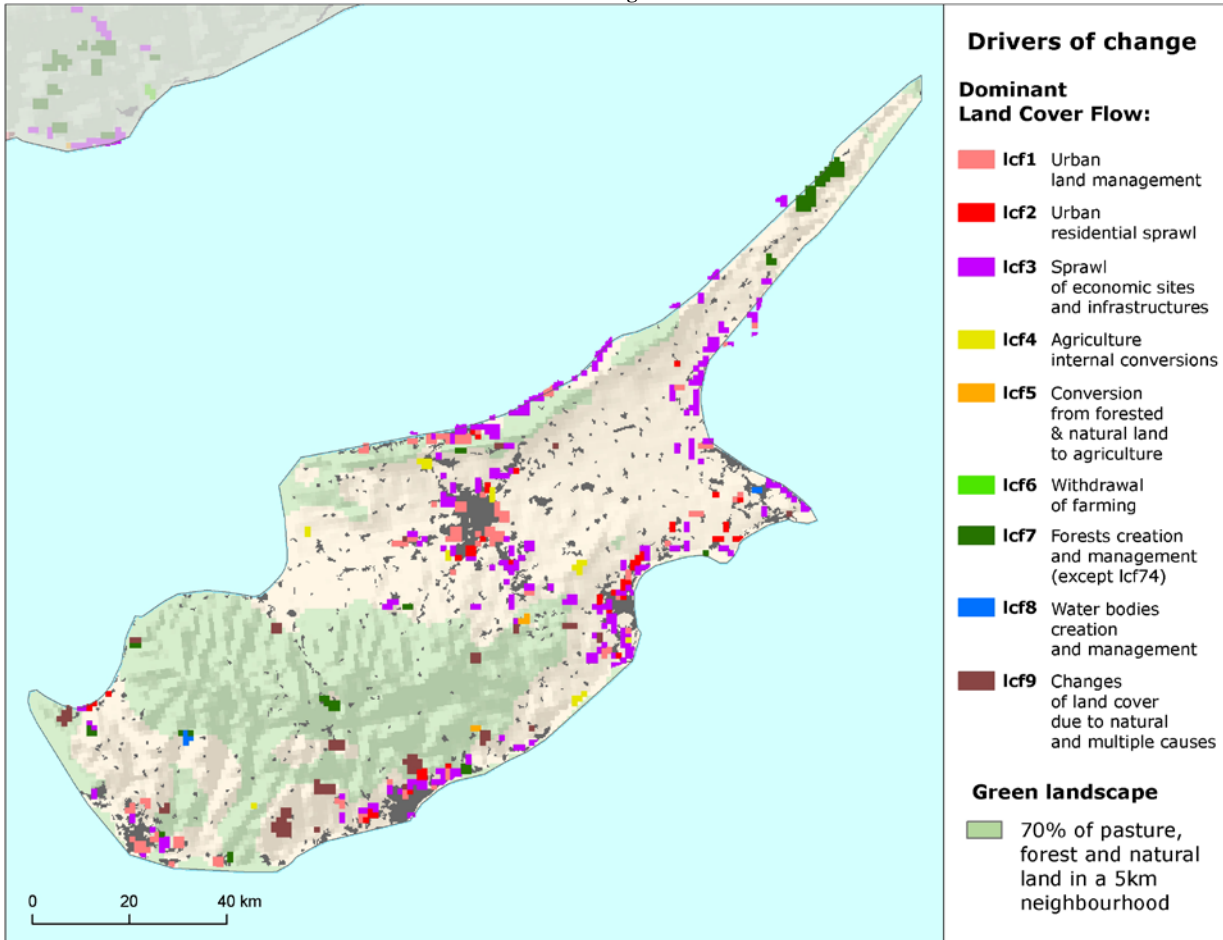 Drivers of change
Dominant
Land Cover Flow:
lcf1 Urban
land management
lcf2 Urban
residential sprawl
lcf3 Sprawl
of economic sites
and infrastructures
lcf4 Agriculture
internal conversions
lcf5 Conversion
from forested
& natural land
to agriculture
lcf6 Withdrawal
of farming
lcf7 Forests creation
and management
(except lcf74)
lcf8 Water bodies
creation
and management
lcf9 Changes
of land cover
due to natural
and multiple causes
Green landscape
70% of pasture,
forest and natural
land in a 5km
neighbourhood
0 20 40 km